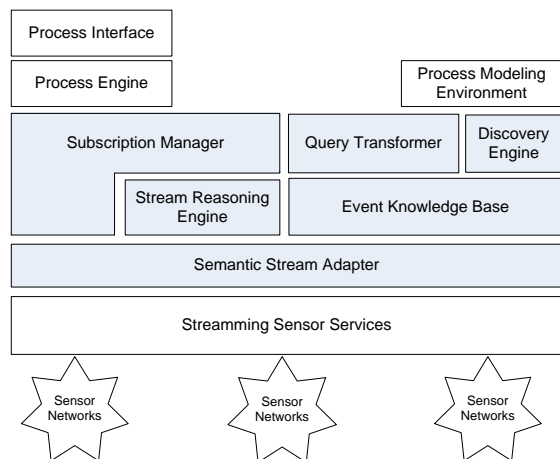 Process Interface
Process Engine
Process Modeling
Environment
Subscription Manager
Query Transformer
Discovery
Engine
Stream Reasoning
Engine
Event Knowledge Base
Semantic Stream Adapter
Streamming Sensor Services
Sensor
Networks
Sensor
Networks
Sensor
Networks